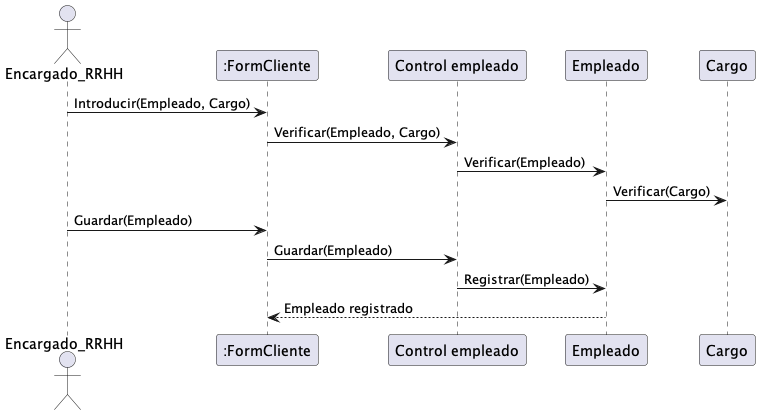 Encargado_RRHH
:FormCliente
Control empleado
Empleado
Cargo
Introducir(Empleado, Cargo)
Verificar(Empleado, Cargo)
Verificar(Empleado)
Verificar(Cargo)
Guardar(Empleado)
Guardar(Empleado)
Registrar(Empleado)
Empleado registrado
Encargado_RRHH
:FormCliente
Control empleado
Empleado
Cargo